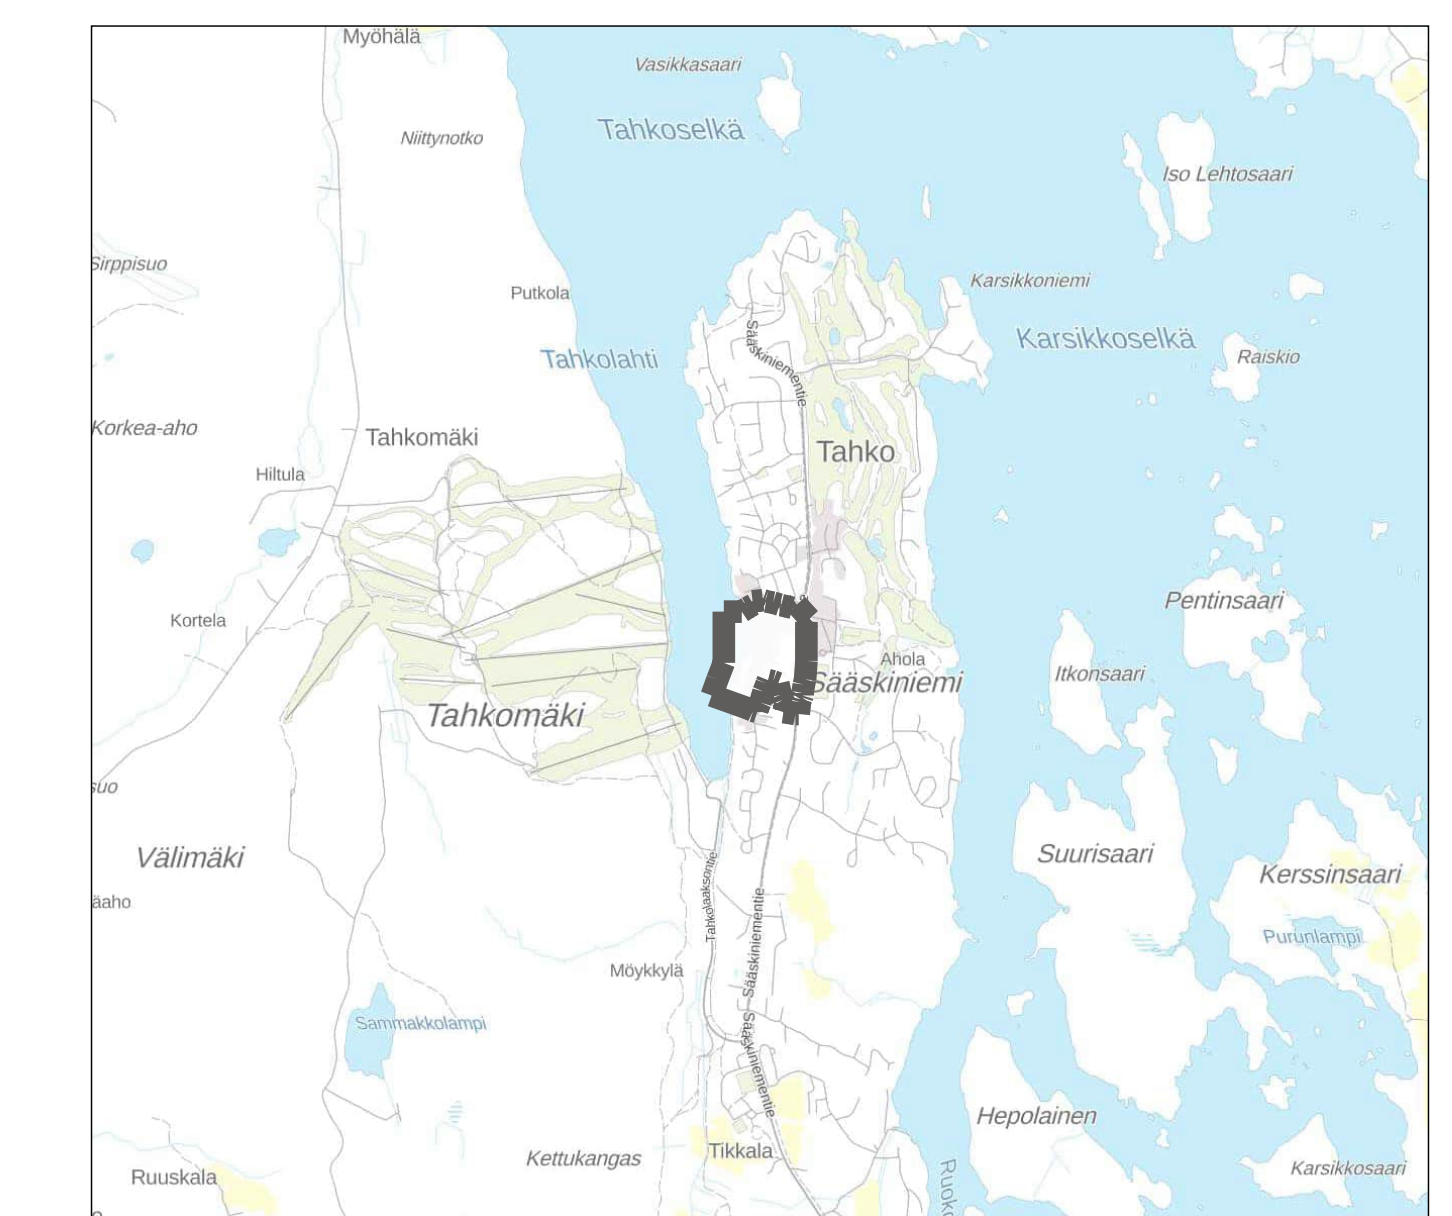 Myöhälä
Vasikkasaari
Tahkoselkä
Niittynotko
Iso Lehtosaari
Sirppisuo
Karsikkoniemi
Putkola
Karsikkoselkä
Sääskiniementie
Tahkolahti
Raiskio
Korkea-aho
Tahkomäki
Tahko
Hiltula
Pentinsaari
Kortela
Ahola
Itkonsaari
Sääskiniemi
Tahkomäki
suo
Välimäki
Suurisaari
Kerssinsaari
äaho
Tahkolaaksontie
Sääskiniementie
Purunlampi
Möykkylä
Sammakkolampi
Sääskiniementie
Hepolainen
Tikkala
Kettukangas
Karsikkosaari
Ruuskala
Ruoko